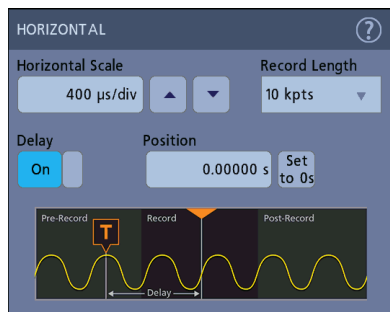 HORIZONTAL ?
Horizontal Scale Record Length
400 µs/div 10 kpts
Delay Position
On 0.00000 s Set
to 0s
Pre-Record Record Post-Record
T
Delay